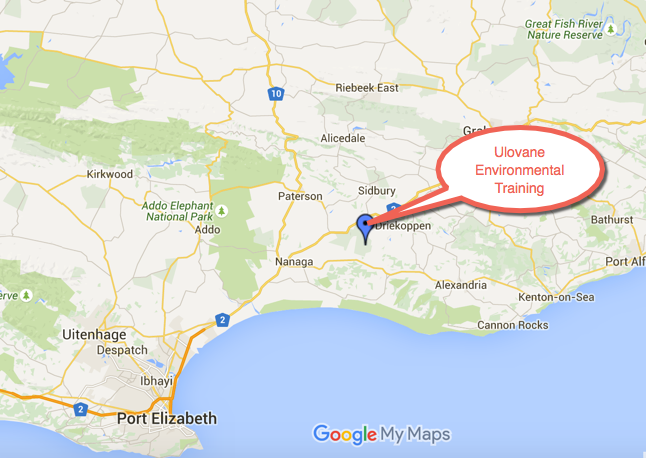 Great Fish River
Nature Reserve
10
Riebeek East
Alicedale
Ulovane
Environmental
Training
Kirkwood
Sidbury
Paterson
Addo Elephant
National Park
Addo
2
Driekoppen
Bathurst
Nanaga
Port Alf
Alexandria
Kenton-on-Sea
erve
2
Cannon Rocks
Uitenhage
Despatch
Ibhayi
2
Port Elizabeth
Google My Maps